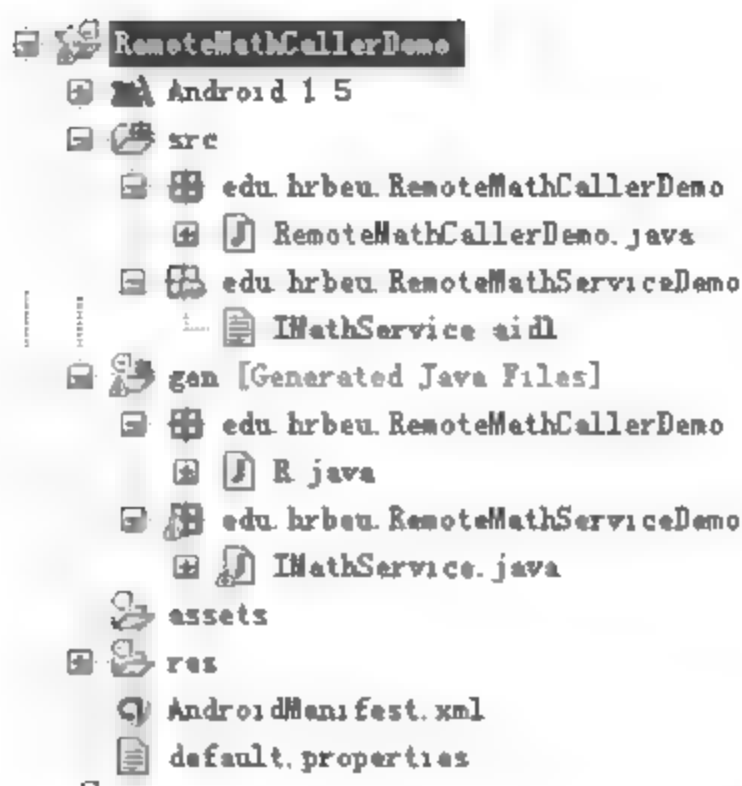 RemoteMathCallerDemo
Android 1 5
src
edu.hrbeu.RemoteMathCallerDemo
RemoteMathCallerDemo.java
edu.hrbeu.RemoteMathServiceDemo
IMathService aidl
gen [Generated Java Files]
edu.hrbeu.RemoteMathCallerDemo
R java
edu.hrbeu.RemoteMathServiceDemo
IMathService.java
assets
res
AndroidManifest.xml
default.properties